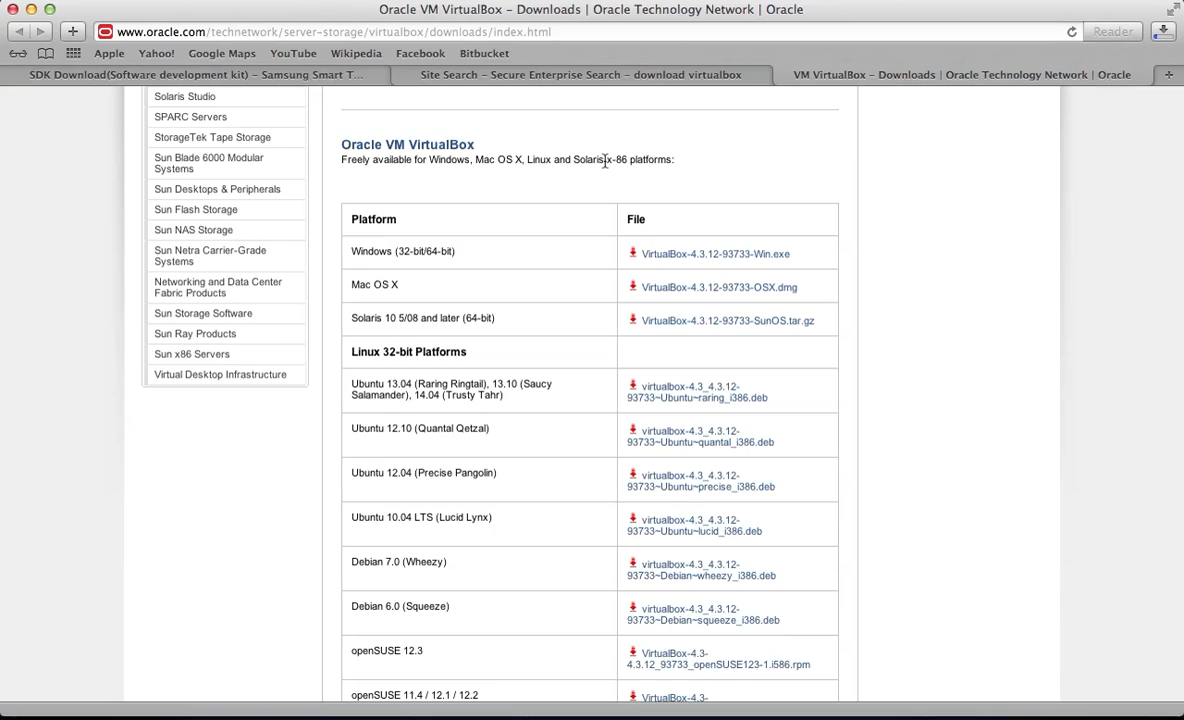 Oracle VM VirtualBox – Downloads | Oracle Technology Network | Oracle
www.oracle.com/technetwork/server-storage/virtualbox/downloads/index.html
Reader
Apple Yahoo! Google Maps YouTube Wikipedia Facebook Bitbucket
SDK Download(Software development kit) – Samsung Smart T... Site Search – Secure Enterprise Search – download virtualbox VM VirtualBox – Downloads | Oracle Technology Network | Oracle
Solaris Studio
SPARC Servers
StorageTek Tape Storage
Sun Blade 6000 Modular
Systems
Sun Desktops & Peripherals
Sun Flash Storage
Sun NAS Storage
Sun Netra Carrier-Grade
Systems
Networking and Data Center
Fabric Products
Sun Storage Software
Sun Ray Products
Sun x86 Servers
Virtual Desktop Infrastructure
Oracle VM VirtualBox
Freely available for Windows, Mac OS X, Linux and Solaris x-86 platforms:
Platform File
Windows (32-bit/64-bit) VirtualBox-4.3.12-93733-Win.exe
Mac OS X VirtualBox-4.3.12-93733-OSX.dmg
Solaris 10 5/08 and later (64-bit) VirtualBox-4.3.12-93733-SunOS.tar.gz
Linux 32-bit Platforms
Ubuntu 13.04 (Raring Ringtail), 13.10 (Saucy
Salamander), 14.04 (Trusty Tahr)
virtualbox-4.3_4.3.12-
93733~Ubuntu~raring_i386.deb
Ubuntu 12.10 (Quantal Qetzal)
virtualbox-4.3_4.3.12-
93733~Ubuntu~quantal_i386.deb
Ubuntu 12.04 (Precise Pangolin)
virtualbox-4.3_4.3.12-
93733~Ubuntu~precise_i386.deb
Ubuntu 10.04 LTS (Lucid Lynx)
virtualbox-4.3_4.3.12-
93733~Ubuntu~lucid_i386.deb
Debian 7.0 (Wheezy)
virtualbox-4.3_4.3.12-
93733~Debian~wheezy_i386.deb
Debian 6.0 (Squeeze)
virtualbox-4.3_4.3.12-
93733~Debian~squeeze_i386.deb
openSUSE 12.3
VirtualBox-4.3-
4.3.12_93733_openSUSE123-1.i586.rpm
openSUSE 11.4 / 12.1 / 12.2
VirtualBox-4.3-